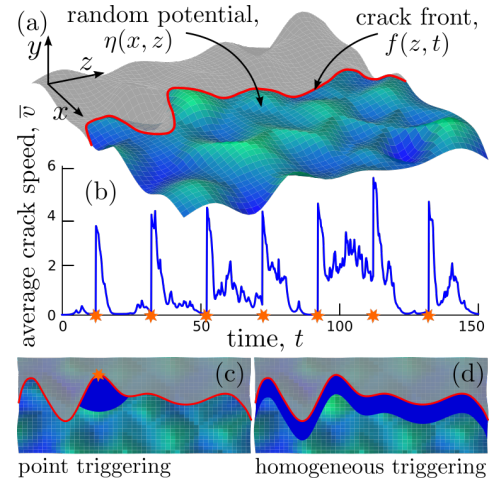 (a)
random potential,
η(x, z)
crack front,
f(z, t)
y
z
x
average crack speed, v̅
(b)
6
4
2
0
0
50
100
150
time, t
(c)
(d)
point triggering
homogeneous triggering